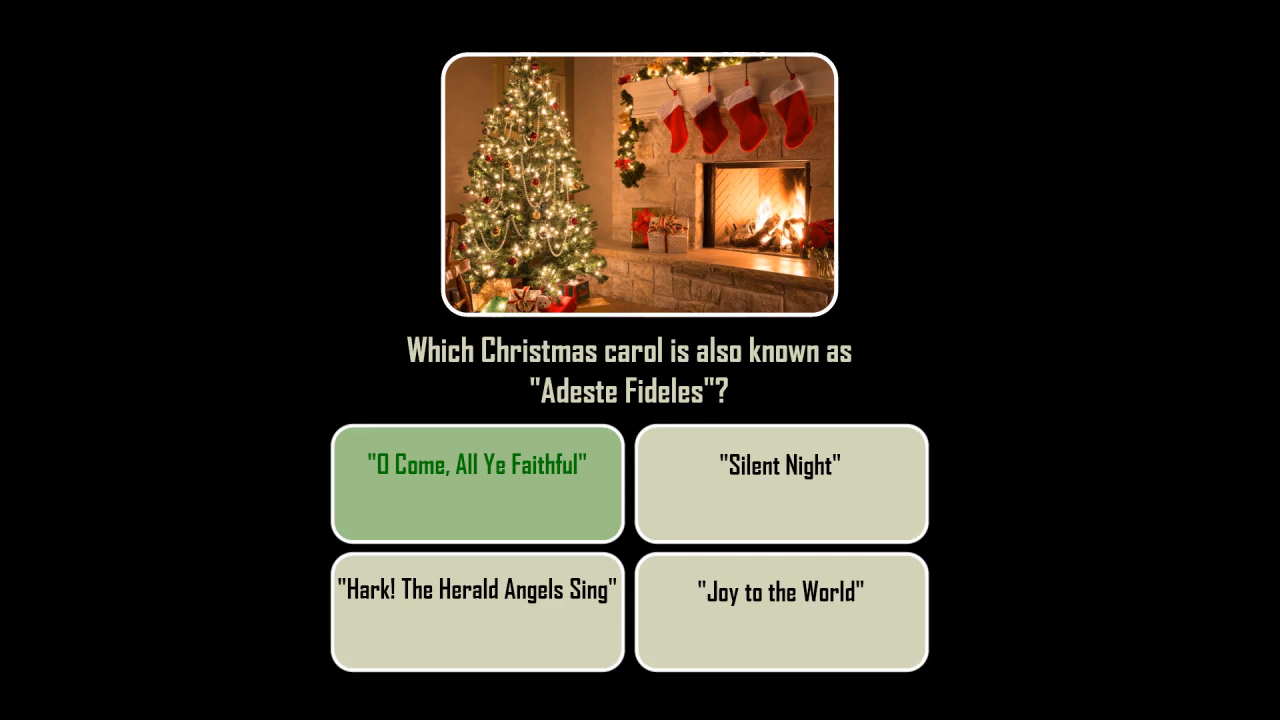 Which Christmas carol is also known as
"Adeste Fideles"?
"O Come, All Ye Faithful"
"Silent Night"
"Hark! The Herald Angels Sing"
"Joy to the World"